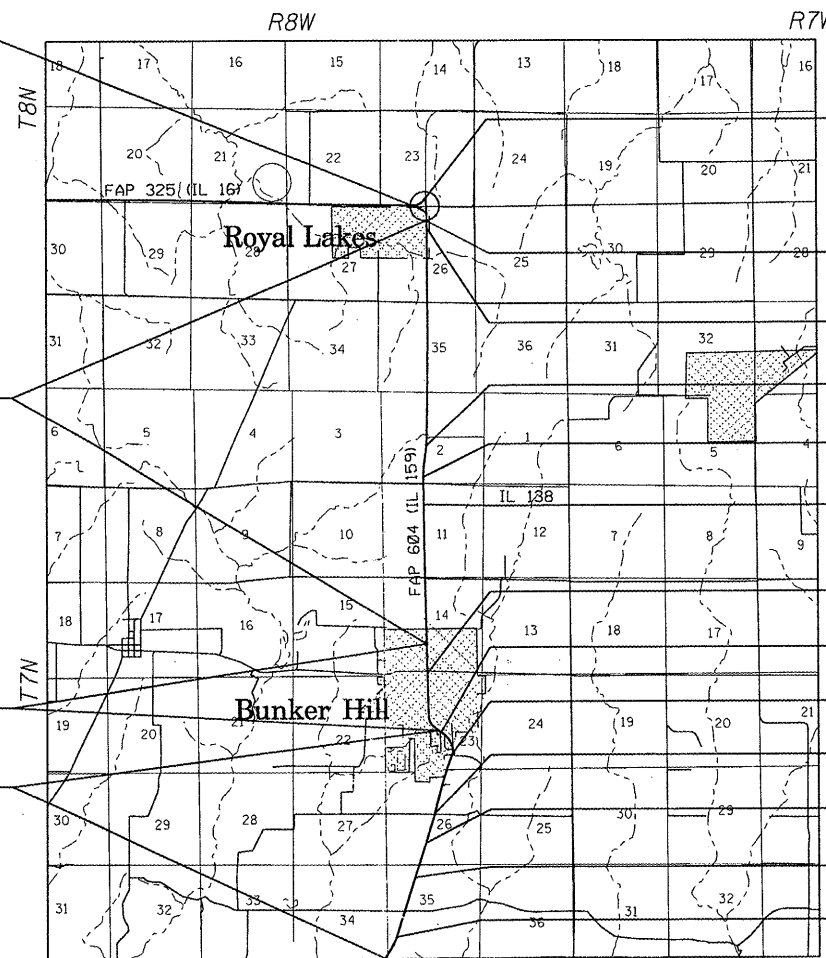 R8W R7W
T8N
18 17 16 15 14 13 18 17 16
20 21 22 23 24 19 20 21
FAP 325 (IL 16)
Royal Lakes
30 29 28 27 26 25 30 29 28
31 32 33 34 35 36 31 32
6 5 4 3 2 1 6 5 4
FAP 604 (IL 159)
IL 138
7 8 9 10 11 12 7 8 9
18 17 16 15 14 13 18 17
T7N
Bunker Hill
19 20 21 22 23 24 19 20 21
30 29 28 27 26 25 30 29
31 32 33 34 35 36 31 32